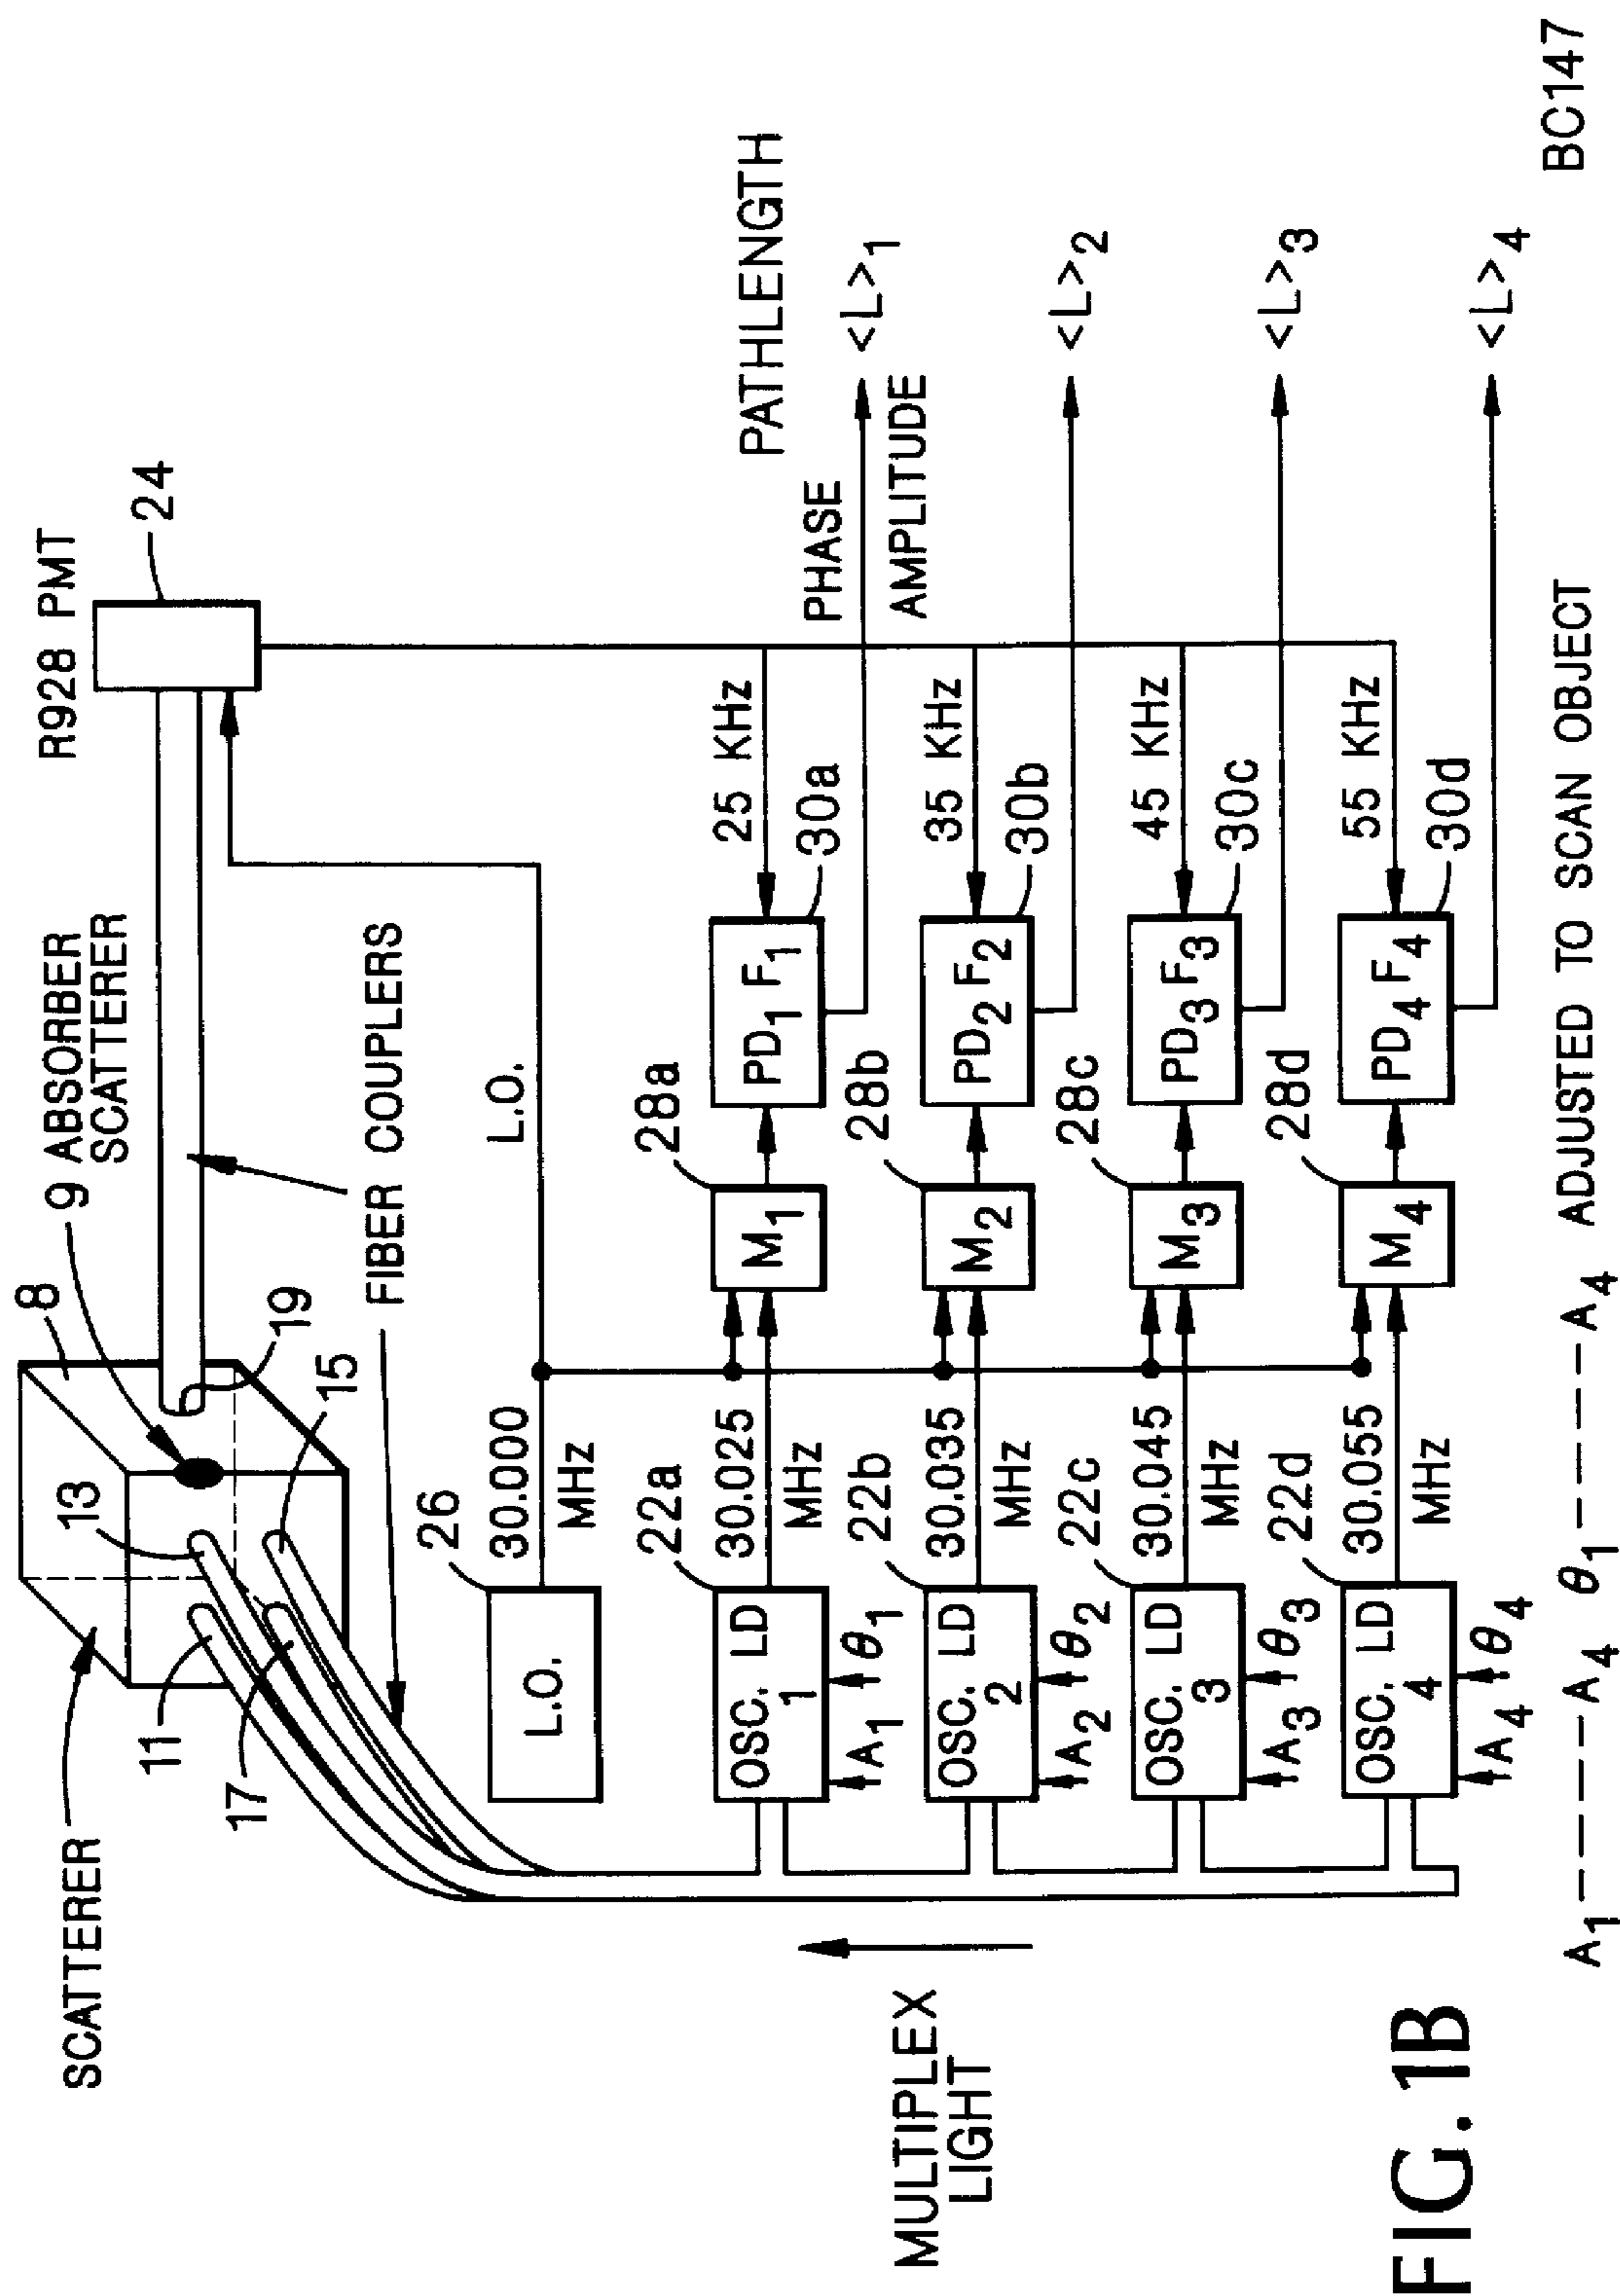 SCATTERER
8
9 ABSORBER
SCATTERER
R928 PMT
24
11
13
19
17
15
FIBER COUPLERS
L.O.
26
L.O.
30.000
MHz
PATHLENGTH
MULTIPLEX
LIGHT
22a
OSC. LD
1
A1
θ1
30.025
MHz
28a
M1
PD1 F1
30a
25 KHz
PHASE
AMPLITUDE
<L>1
22b
OSC. LD
2
A2
θ2
30.035
MHz
28b
M2
PD2 F2
30b
35 KHz
<L>2
22c
OSC. LD
3
A3
θ3
30.045
MHz
28c
M3
PD3 F3
30c
45 KHz
<L>3
22d
OSC. LD
4
A4
θ4
30.055
MHz
28d
M4
PD4 F4
30d
55 KHz
<L>4
FIG. 1B
A1-----A4 θ1-----A4 ADJUSTED TO SCAN OBJECT
BC147